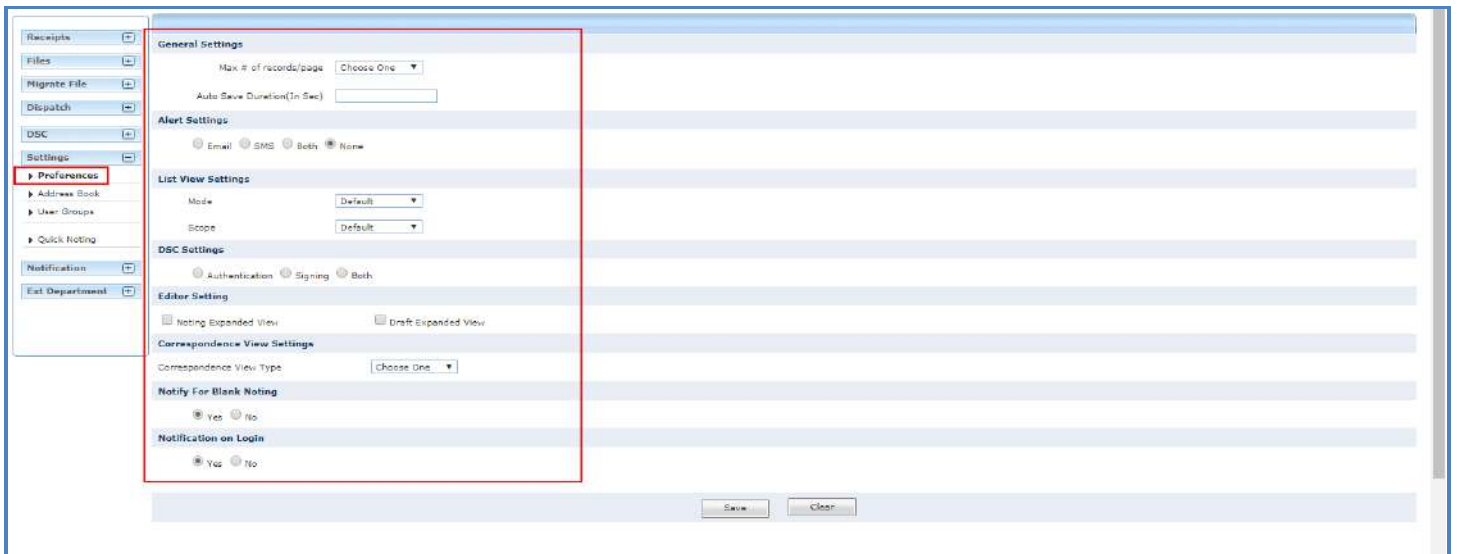 Receipts
Files
Migrate File
Dispatch
DSC
Settings
Preferences
Address Book
User Groups
Quick Noting
Notification
Ext Department
General Settings
Max # of records/page Choose One
Auto Save Duration(In Sec)
Alert Settings
Email SMS Both None
List View Settings
Mode Default
Scope Default
DSC Settings
Authentication Signing Both
Editor Setting
Noting Expanded View Draft Expanded View
Correspondence View Settings
Correspondence View Type Choose One
Notify For Blank Noting
Yes No
Notification on Login
Yes No
Save Clear